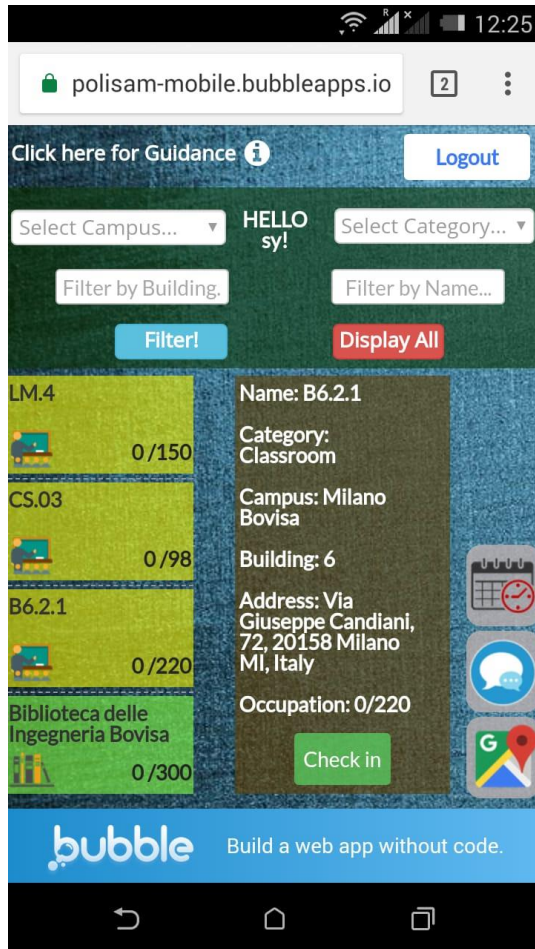 R x 12:25
polisam-mobile.bubbleapps.io 2
Click here for Guidance i Logout
Select Campus... HELLO sy! Select Category...
Filter by Building. Filter by Name...
Filter! Display All
LM.4
0 /150
CS.03
0 /98
B6.2.1
0 /220
Biblioteca delle
Ingegneria Bovisa
0 /300
Name: B6.2.1
Category:
Classroom
Campus: Milano
Bovisa
Building: 6
Address: Via
Giuseppe Candiani,
72, 20158 Milano
MI, Italy
Occupation: 0/220
Check in
G
bubble Build a web app without code.